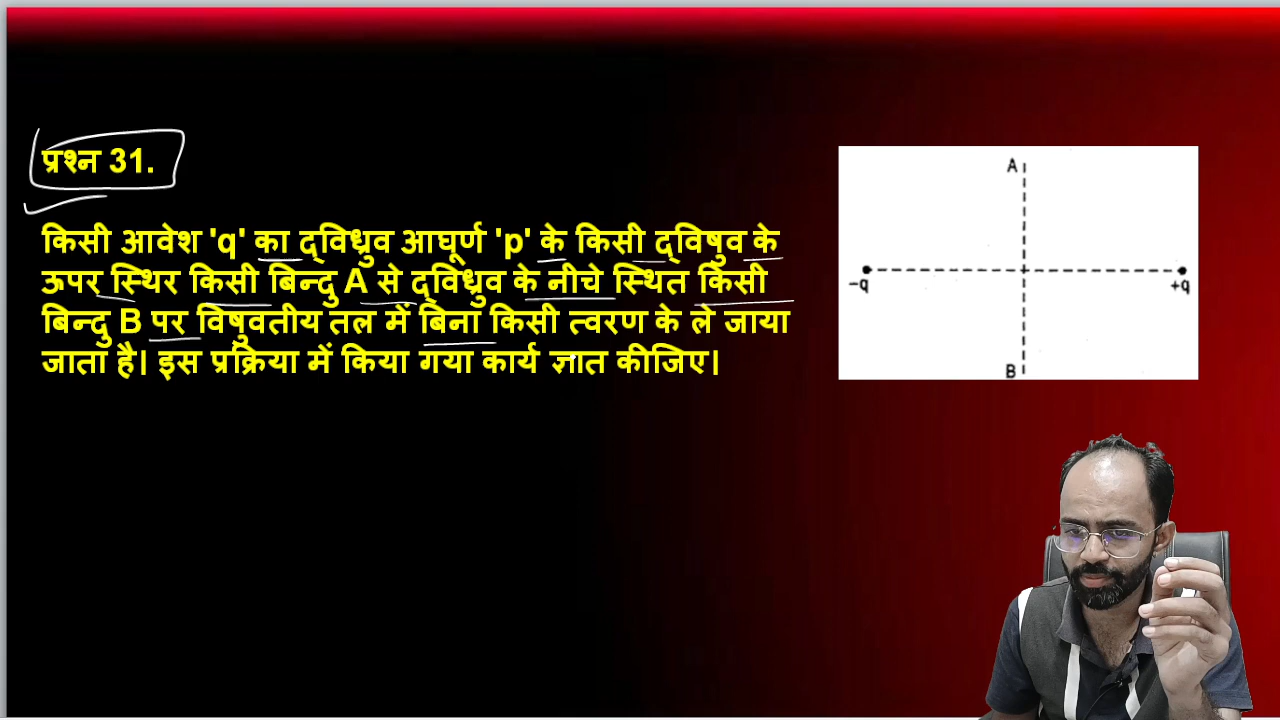 प्रश्न 31.
किसी आवेश 'q' का द्विध्रुव आघूर्ण 'p' के किसी द्विषुव के
ऊपर स्थिर किसी बिन्दु A से द्विध्रुव के नीचे स्थित किसी
बिन्दु B पर विषुवतीय तल में बिना किसी त्वरण के ले जाया
जाता है। इस प्रक्रिया में किया गया कार्य ज्ञात कीजिए।
A
-q +q
B